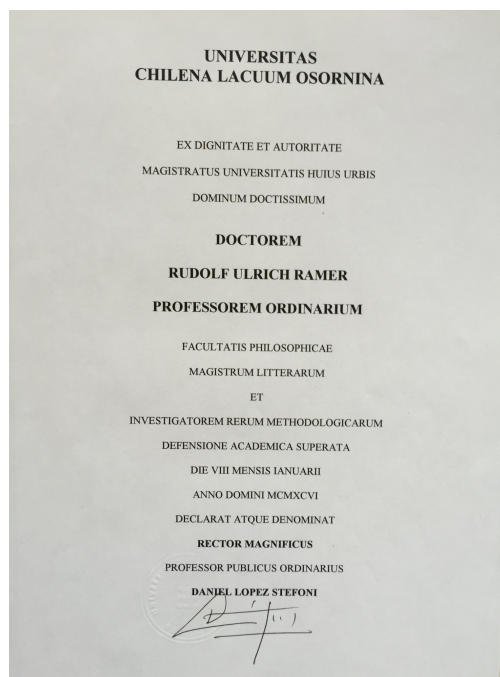 UNIVERSITAS
CHILENA LACUUM OSORNINA
EX DIGNITATE ET AUTORITATE
MAGISTRATUS UNIVERSITATIS HUIUS URBIS
DOMINUM DOCTISSIMUM
DOCTOREM
RUDOLF ULRICH RAMER
PROFESSOREM ORDINARIUM
FACULTATIS PHILOSOPHICAE
MAGISTRUM LITTERARUM
ET
INVESTIGATOREM RERUM METHODOLOGICARUM
DEFENSIONE ACADEMICA SUPERATA
DIE VIII MENSIS IANUARII
ANNO DOMINI MCMXCVI
DECLARAT ATQUE DENOMINAT
RECTOR MAGNIFICUS
PROFESSOR PUBLICUS ORDINARIUS
DANIEL LOPEZ STEFONI